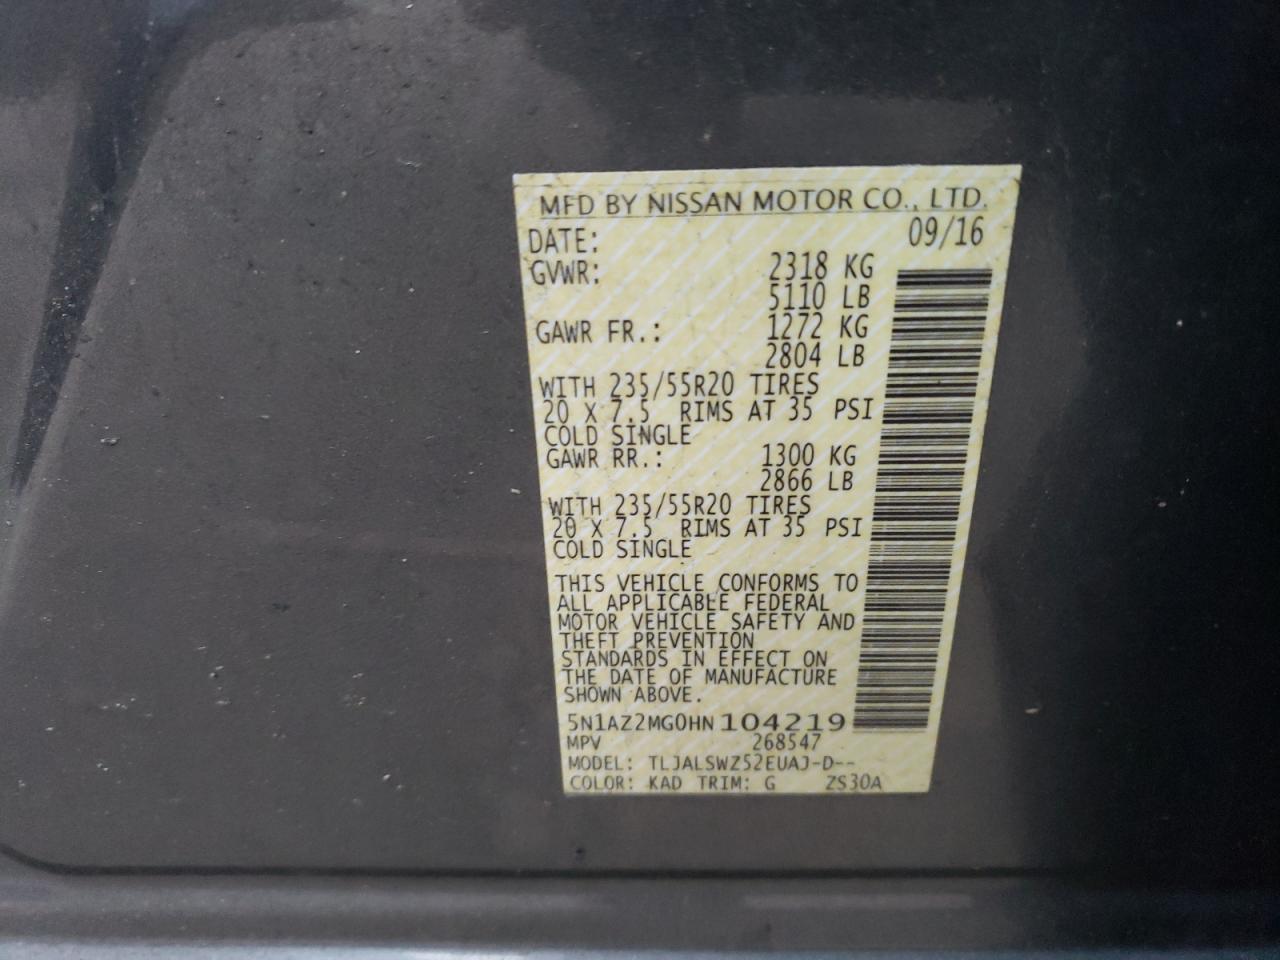 MFD BY NISSAN MOTOR CO., LTD.
DATE: 09/16
GVWR: 2318 KG
5110 LB
GAWR FR.: 1272 KG
2804 LB
WITH 235/55R20 TIRES
20 X 7.5 RIMS AT 35 PSI
COLD SINGLE
GAWR RR.: 1300 KG
2866 LB
WITH 235/55R20 TIRES
20 X 7.5 RIMS AT 35 PSI
COLD SINGLE
THIS VEHICLE CONFORMS TO
ALL APPLICABLE FEDERAL
MOTOR VEHICLE SAFETY AND
THEFT PREVENTION
STANDARDS IN EFFECT ON
THE DATE OF MANUFACTURE
SHOWN ABOVE.
5N1AZ2MG0HN104219
MPV 268547
MODEL: TLJALSWZ52EUAJ-D--
COLOR: KAD TRIM: G ZS30A